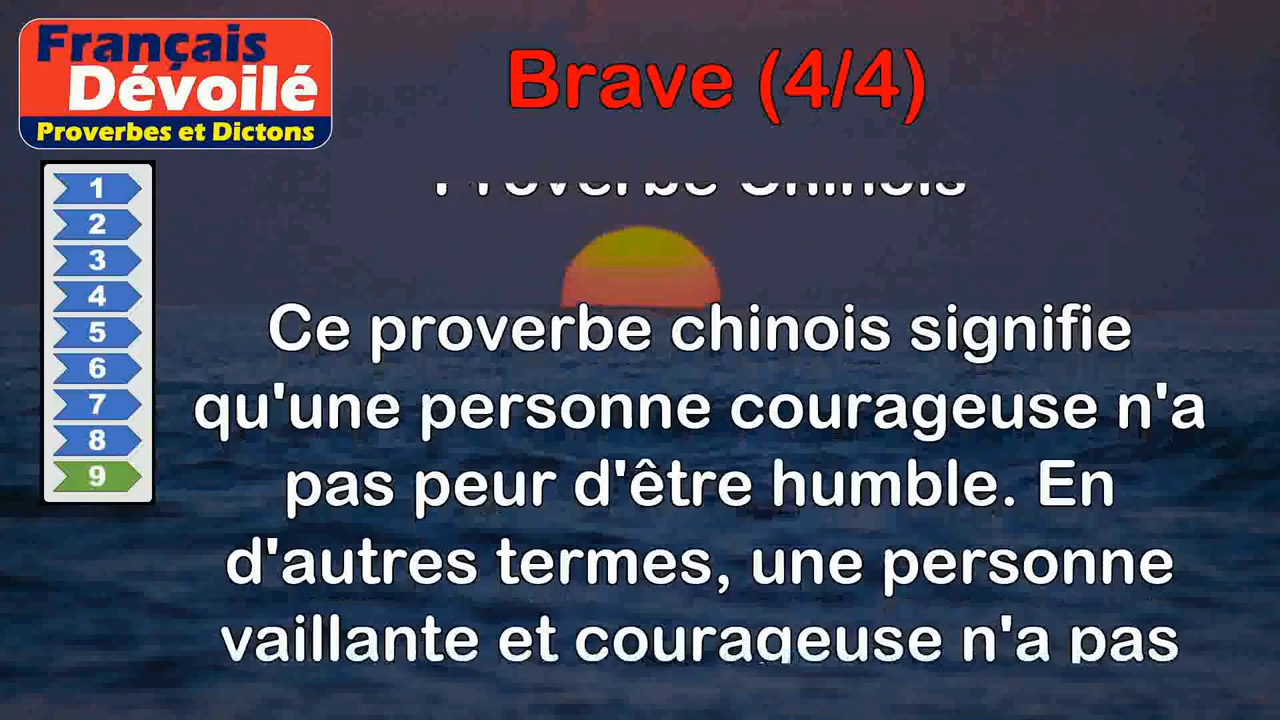 Français
Dévoilé
Proverbes et Dictons
Brave (4/4)
1
2
3
4
5
6
7
8
9
Proverbe Chinois
Ce proverbe chinois signifie
qu'une personne courageuse n'a
pas peur d'être humble. En
d'autres termes, une personne
vaillante et courageuse n'a pas